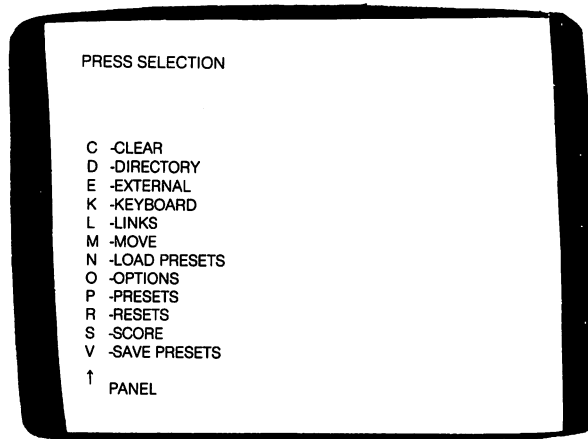 PRESS SELECTION
C -CLEAR
D -DIRECTORY
E -EXTERNAL
K -KEYBOARD
L -LINKS
M -MOVE
N -LOAD PRESETS
O -OPTIONS
P -PRESETS
R -RESETS
S -SCORE
V -SAVE PRESETS
↑
PANEL